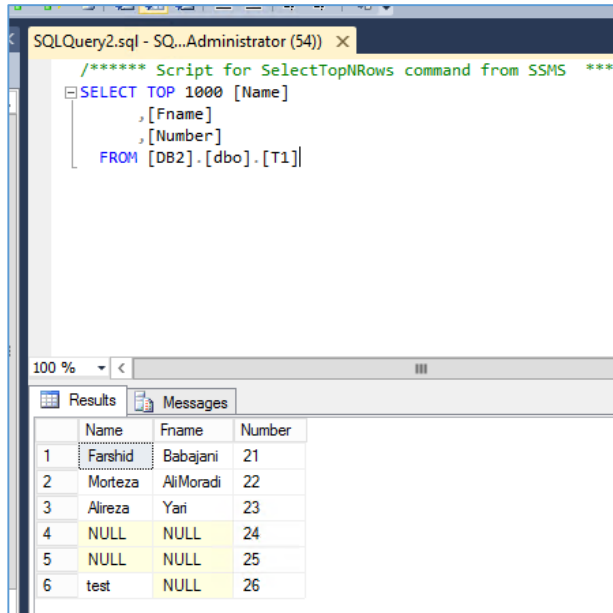 SQLQuery2.sql - SQ...Administrator (54)) ×
/****** Script for SelectTopNRows command from SSMS ***
SELECT TOP 1000 [Name]
,[Fname]
,[Number]
FROM [DB2].[dbo].[T1]
100 %
Results Messages
Name Fname Number
1 Farshid Babajani 21
2 Morteza AliMoradi 22
3 Alireza Yari 23
4 NULL NULL 24
5 NULL NULL 25
6 test NULL 26